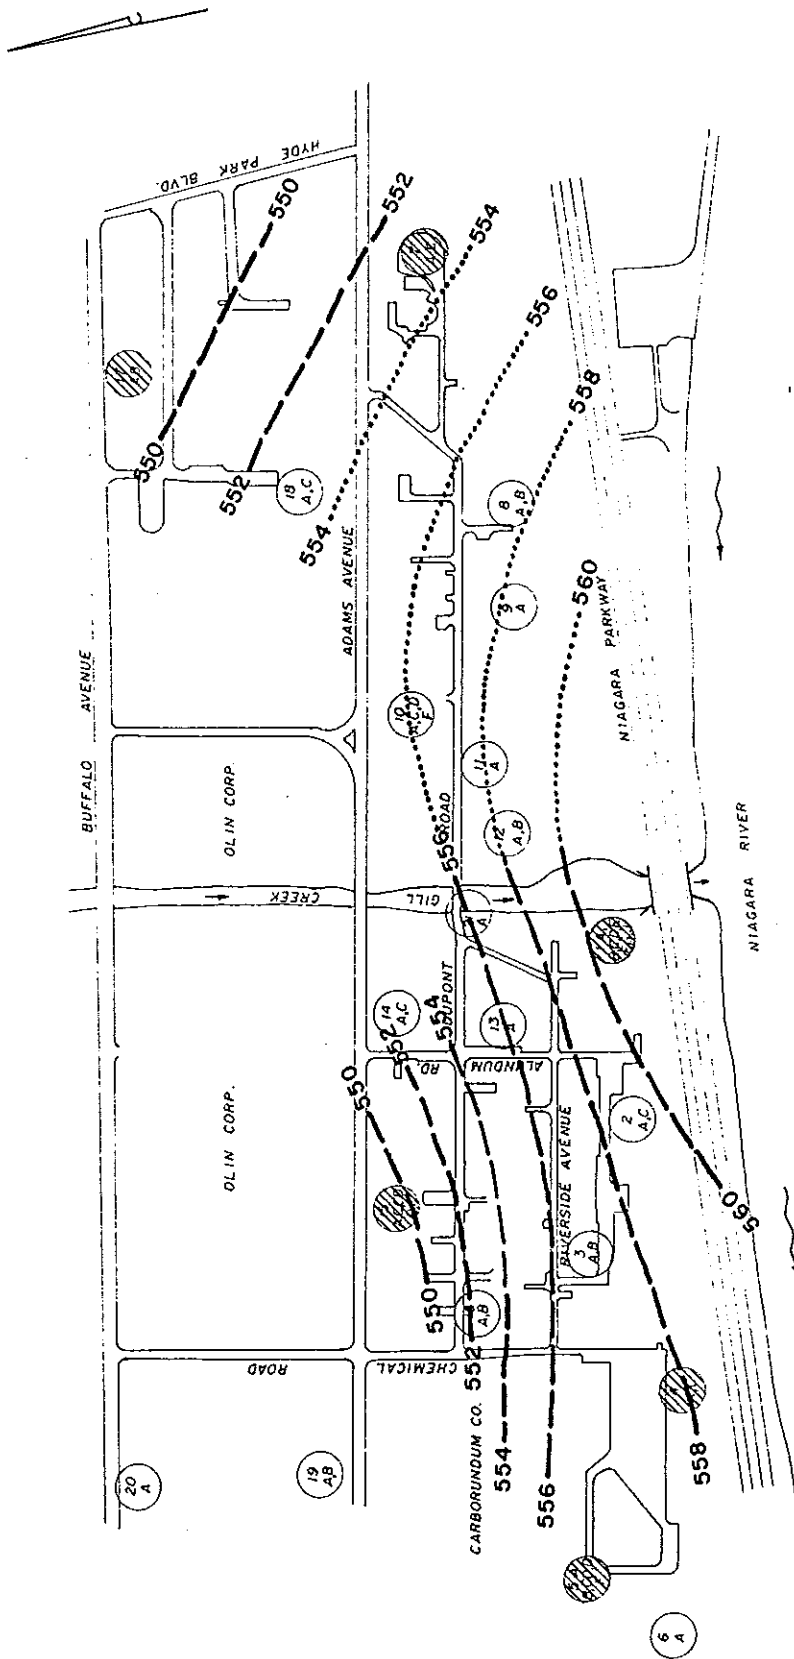 HYDE PARK BLVD.
BUFFALO AVENUE
550
550
552
552
554
554
556
558
560
18
A,C
8
A,B
9
A
ADAMS AVENUE
NIAGARA PARKWAY
10
A,C,D
F
11
A
12
A,B
OLIN CORP.
556
ROAD
GILL CREEK
A
NIAGARA RIVER
14
A,C
13
A
DUPONT
554
552
550
ALUNDUM RD.
OLIN CORP.
2
A,C
RIVERSIDE AVENUE
560
3
A,B
550
A,B
552
CHEMICAL ROAD
CARBORUNDUM CO.
554
556
558
19
A,B
20
A
6
A